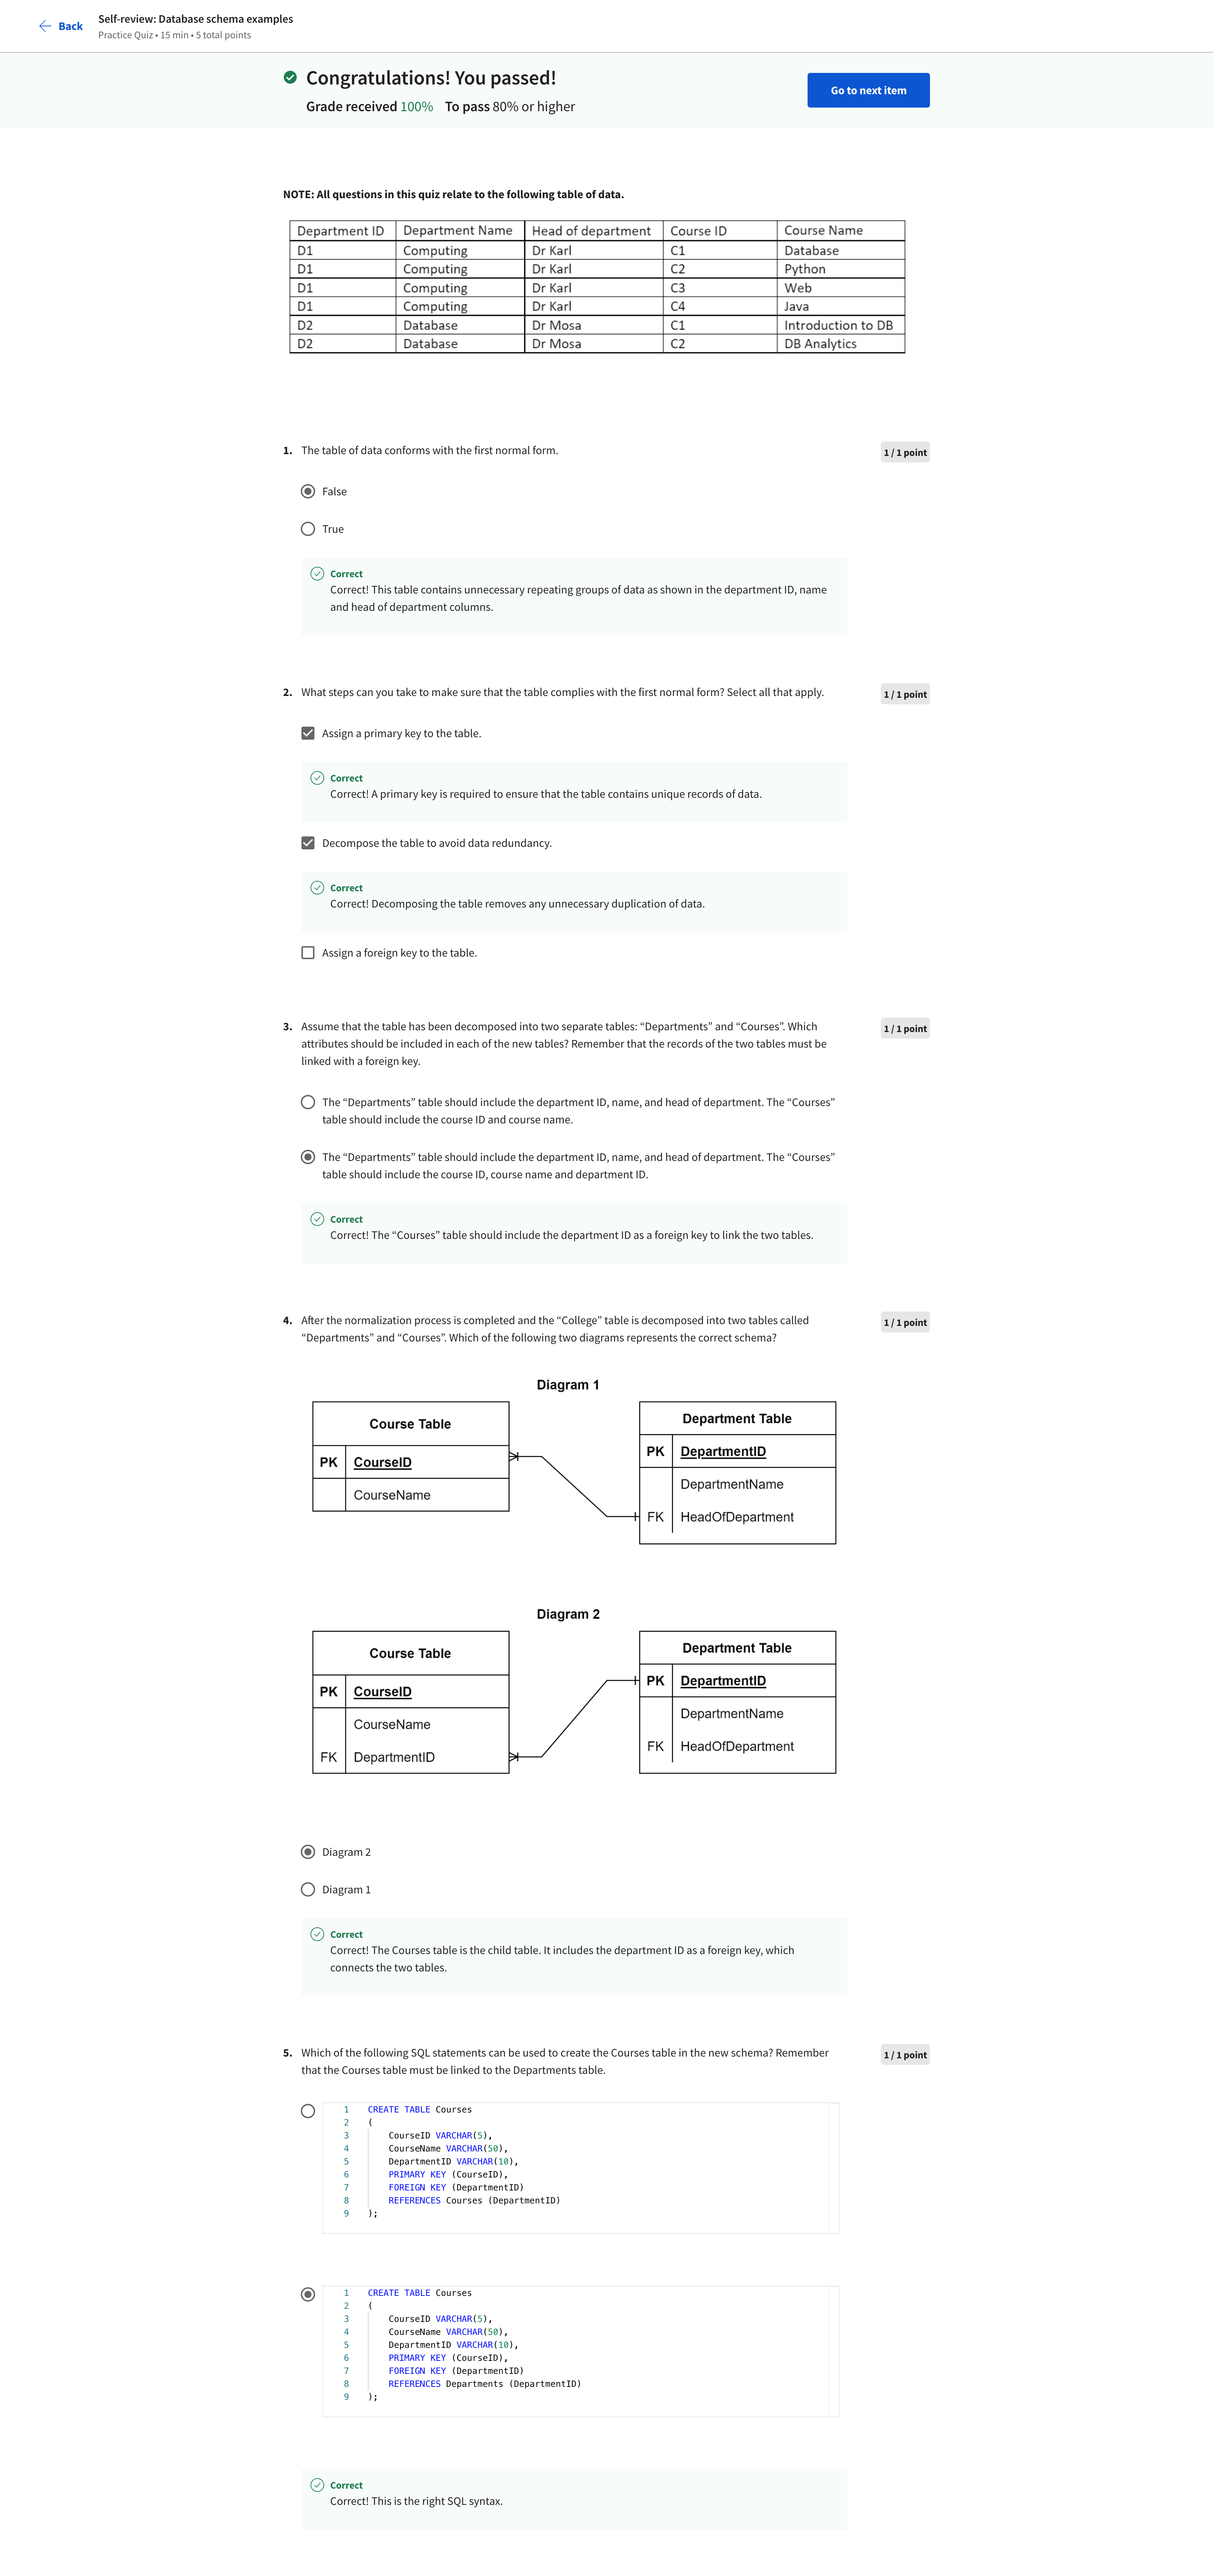 Back
Self-review: Database schema examples
Practice Quiz • 15 min • 5 total points
Congratulations! You passed!
Grade received 100% To pass 80% or higher
Go to next item
NOTE: All questions in this quiz relate to the following table of data.
Department ID Department Name Head of department Course ID Course Name
D1 Computing Dr Karl C1 Database
D1 Computing Dr Karl C2 Python
D1 Computing Dr Karl C3 Web
D1 Computing Dr Karl C4 Java
D2 Database Dr Mosa C1 Introduction to DB
D2 Database Dr Mosa C2 DB Analytics
1. The table of data conforms with the first normal form.
1 / 1 point
False
True
Correct
Correct! This table contains unnecessary repeating groups of data as shown in the department ID, name
and head of department columns.
2. What steps can you take to make sure that the table complies with the first normal form? Select all that apply.
1 / 1 point
Assign a primary key to the table.
Correct
Correct! A primary key is required to ensure that the table contains unique records of data.
Decompose the table to avoid data redundancy.
Correct
Correct! Decomposing the table removes any unnecessary duplication of data.
Assign a foreign key to the table.
3. Assume that the table has been decomposed into two separate tables: “Departments” and “Courses”. Which
attributes should be included in each of the new tables? Remember that the records of the two tables must be
linked with a foreign key.
1 / 1 point
The “Departments” table should include the department ID, name, and head of department. The “Courses”
table should include the course ID and course name.
The “Departments” table should include the department ID, name, and head of department. The “Courses”
table should include the course ID, course name and department ID.
Correct
Correct! The “Courses” table should include the department ID as a foreign key to link the two tables.
4. After the normalization process is completed and the “College” table is decomposed into two tables called
“Departments” and “Courses”. Which of the following two diagrams represents the correct schema?
1 / 1 point
Diagram 1
Course Table
PK CourseID
CourseName
Department Table
PK DepartmentID
DepartmentName
FK HeadOfDepartment
Diagram 2
Course Table
PK CourseID
CourseName
FK DepartmentID
Department Table
PK DepartmentID
DepartmentName
FK HeadOfDepartment
Diagram 2
Diagram 1
Correct
Correct! The Courses table is the child table. It includes the department ID as a foreign key, which
connects the two tables.
5. Which of the following SQL statements can be used to create the Courses table in the new schema? Remember
that the Courses table must be linked to the Departments table.
1 / 1 point
1 CREATE TABLE Courses
2 (
3 CourseID VARCHAR(5),
4 CourseName VARCHAR(50),
5 DepartmentID VARCHAR(10),
6 PRIMARY KEY (CourseID),
7 FOREIGN KEY (DepartmentID)
8 REFERENCES Courses (DepartmentID)
9 );
1 CREATE TABLE Courses
2 (
3 CourseID VARCHAR(5),
4 CourseName VARCHAR(50),
5 DepartmentID VARCHAR(10),
6 PRIMARY KEY (CourseID),
7 FOREIGN KEY (DepartmentID)
8 REFERENCES Departments (DepartmentID)
9 );
Correct
Correct! This is the right SQL syntax.